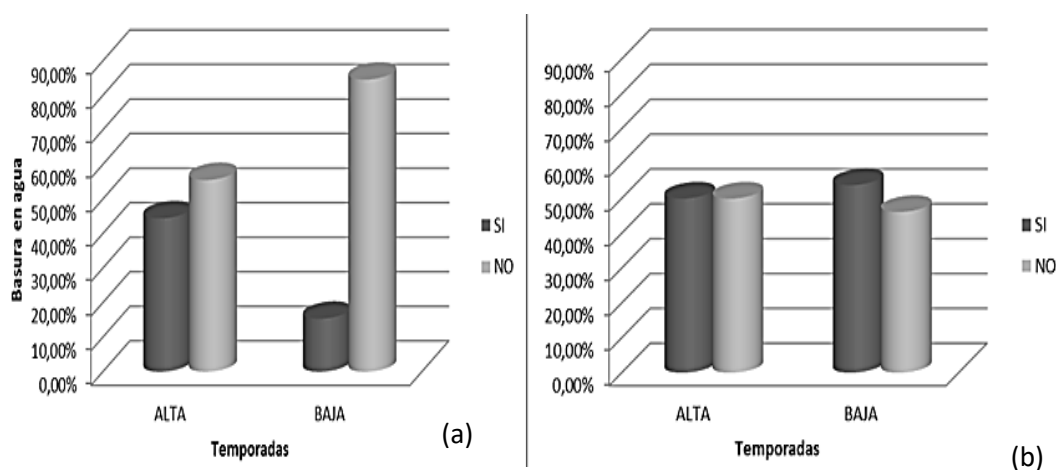 Basura en agua
90,00%
80,00%
70,00%
60,00%
50,00%
40,00%
30,00%
20,00%
10,00%
0,00%
ALTA BAJA
Temporadas
SI
NO
(a)
90,00%
80,00%
70,00%
60,00%
50,00%
40,00%
30,00%
20,00%
10,00%
0,00%
ALTA BAJA
Temporadas
SI
NO
(b)